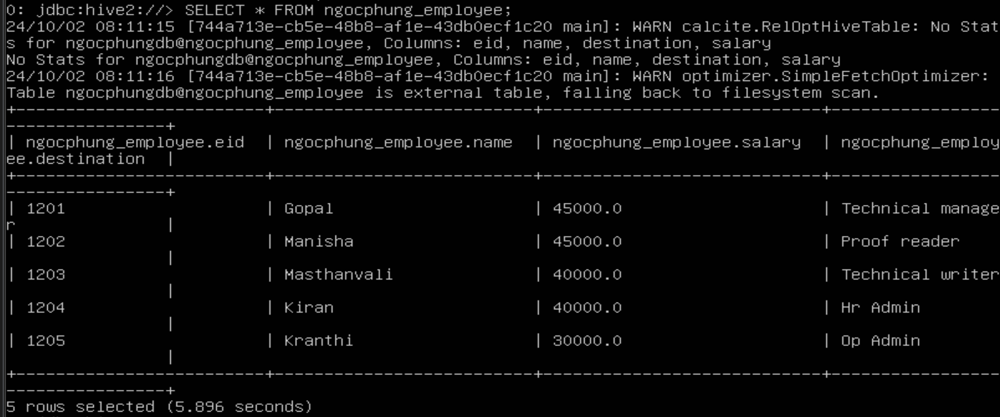 0: jdbc:hive2://> SELECT * FROM ngocphung_employee;
24/10/02 08:11:15 [744a713e-cb5e-48b8-af1e-43db0ecf1c20 main]: WARN calcite.RelOptHiveTable: No Stat
s for ngocphungdb@ngocphung_employee, Columns: eid, name, destination, salary
No Stats for ngocphungdb@ngocphung_employee, Columns: eid, name, destination, salary
24/10/02 08:11:16 [744a713e-cb5e-48b8-af1e-43db0ecf1c20 main]: WARN optimizer.SimpleFetchOptimizer:
Table ngocphungdb@ngocphung_employee is external table, falling back to filesystem scan.
+--------------------------+---------------------------+-----------------------------+-----------------
----------------+
| ngocphung_employee.eid  | ngocphung_employee.name  | ngocphung_employee.salary  | ngocphung_employ
ee.destination  |
+--------------------------+---------------------------+-----------------------------+-----------------
----------------+
| 1201                    | Gopal                    | 45000.0                    | Technical manage
r               |
| 1202                    | Manisha                  | 45000.0                    | Proof reader
                |
| 1203                    | Masthanvali              | 40000.0                    | Technical writer
                |
| 1204                    | Kiran                    | 40000.0                    | Hr Admin
                |
| 1205                    | Kranthi                  | 30000.0                    | Op Admin
                |
+--------------------------+---------------------------+-----------------------------+-----------------
----------------+
5 rows selected (5.896 seconds)